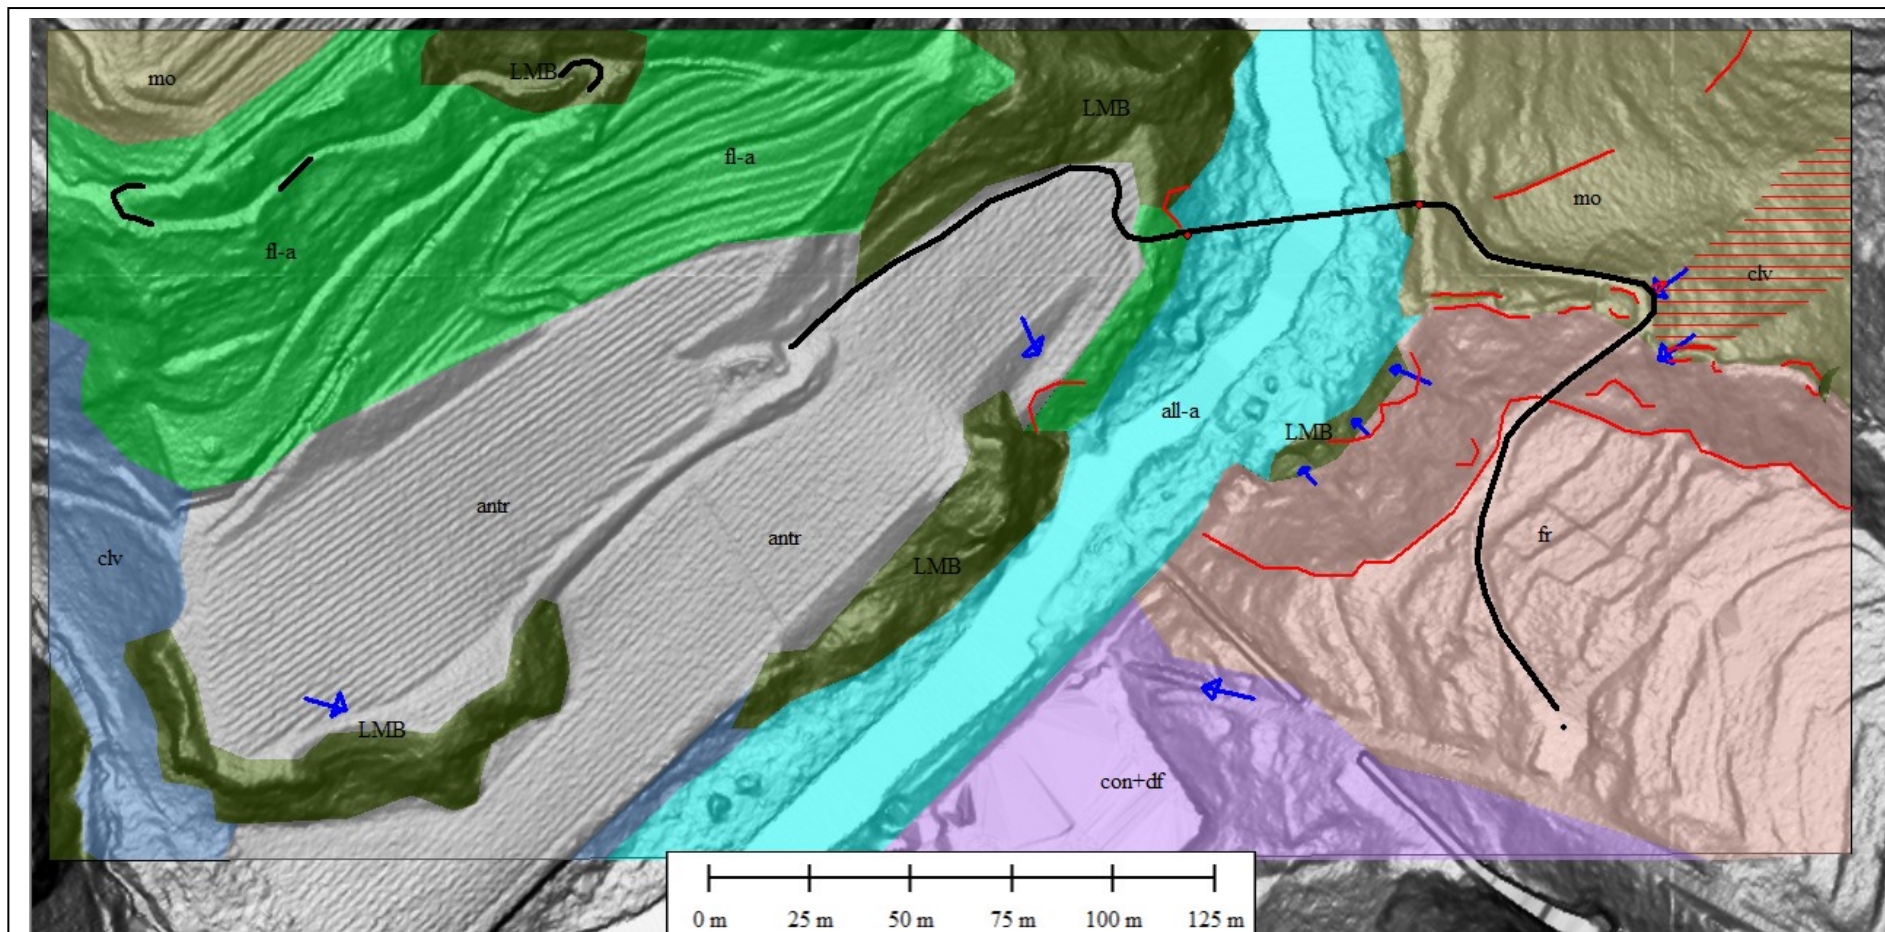 mo
LMB
LMB
fl-a
mo
fl-a
clv
all-a
LMB
antr
antr
fr
clv
LMB
LMB
con+df
0 m 25 m 50 m 75 m 100 m 125 m